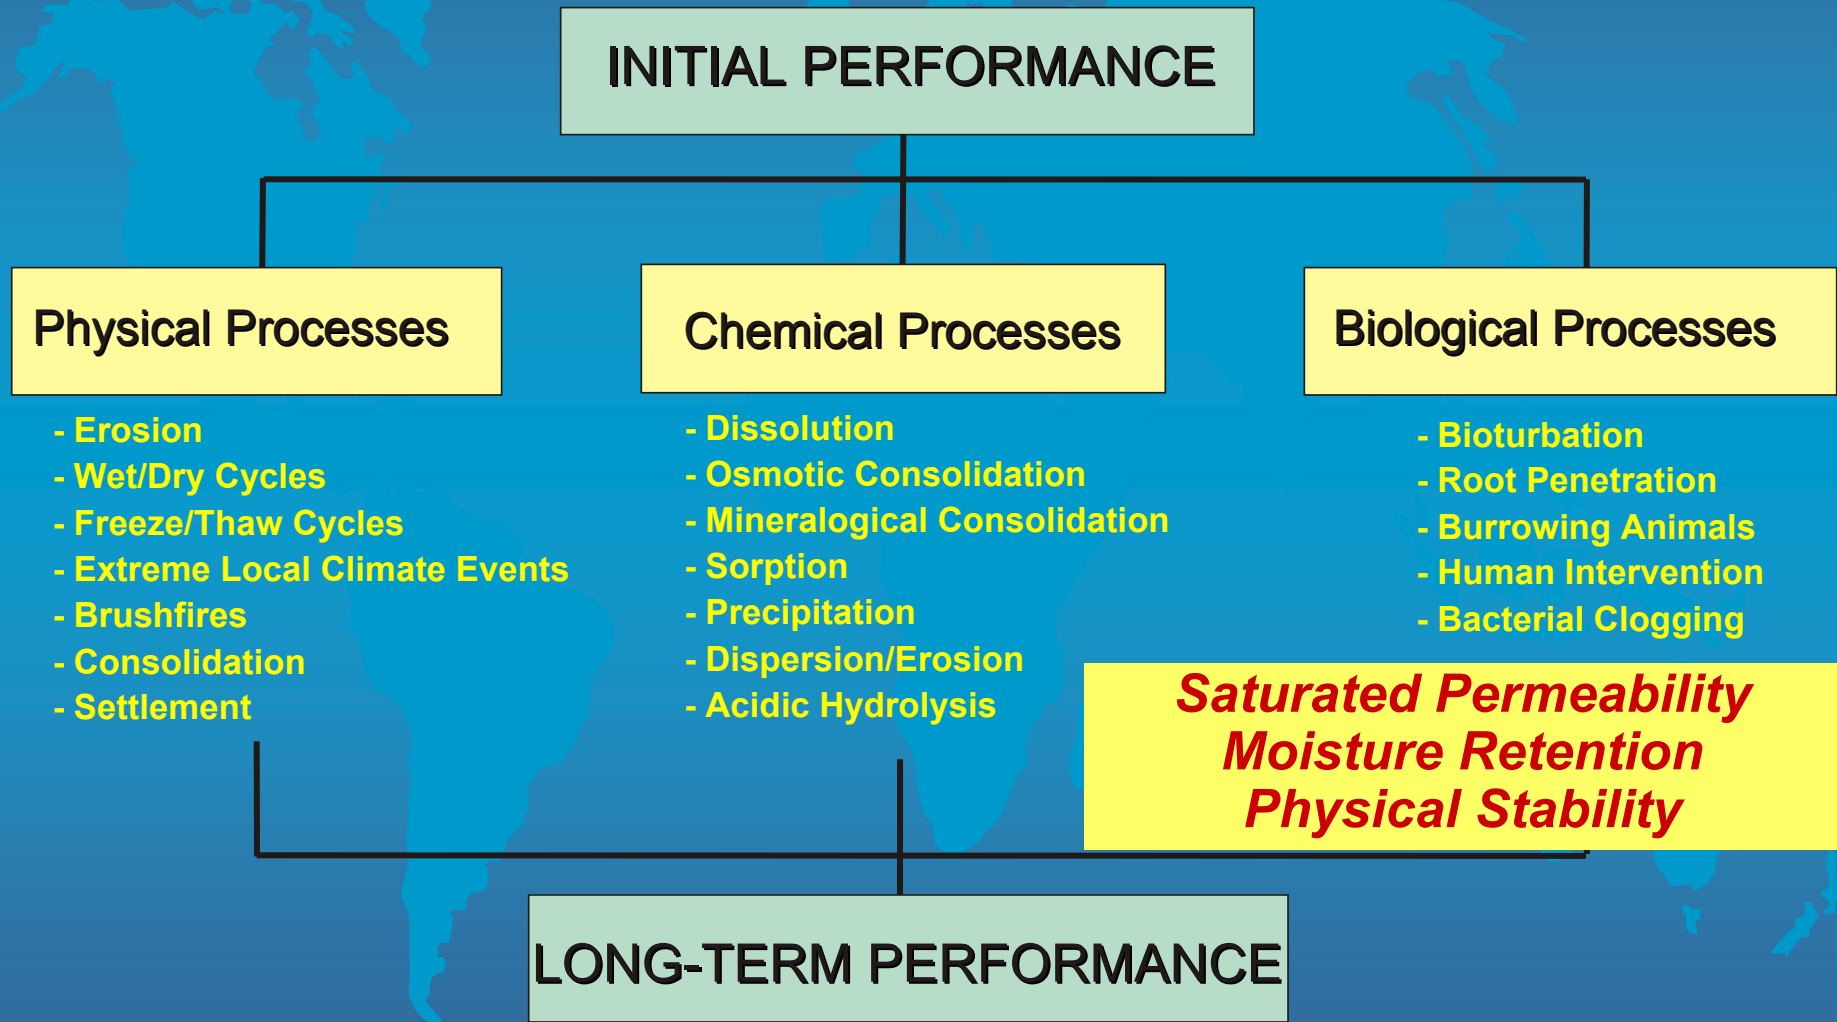 INITIAL PERFORMANCE
Physical Processes
- Erosion
- Wet/Dry Cycles
- Freeze/Thaw Cycles
- Extreme Local Climate Events
- Brushfires
- Consolidation
- Settlement
Chemical Processes
- Dissolution
- Osmotic Consolidation
- Mineralogical Consolidation
- Sorption
- Precipitation
- Dispersion/Erosion
- Acidic Hydrolysis
Biological Processes
- Bioturbation
- Root Penetration
- Burrowing Animals
- Human Intervention
- Bacterial Clogging
Saturated Permeability
Moisture Retention
Physical Stability
LONG-TERM PERFORMANCE